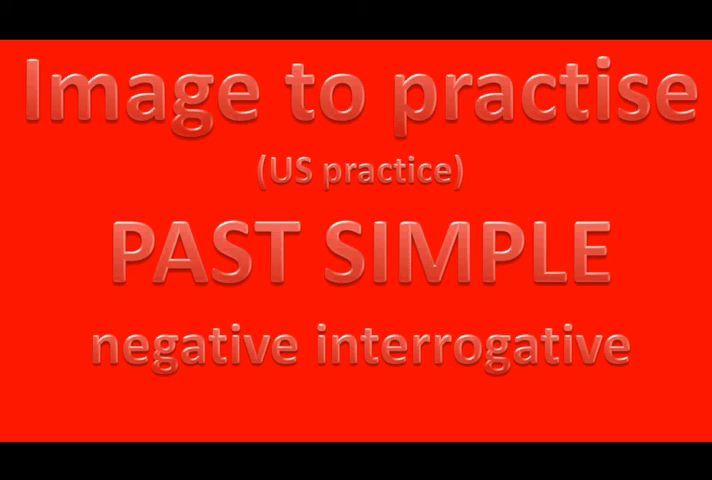 Image to practise
(US practice)
PAST SIMPLE
negative interrogative